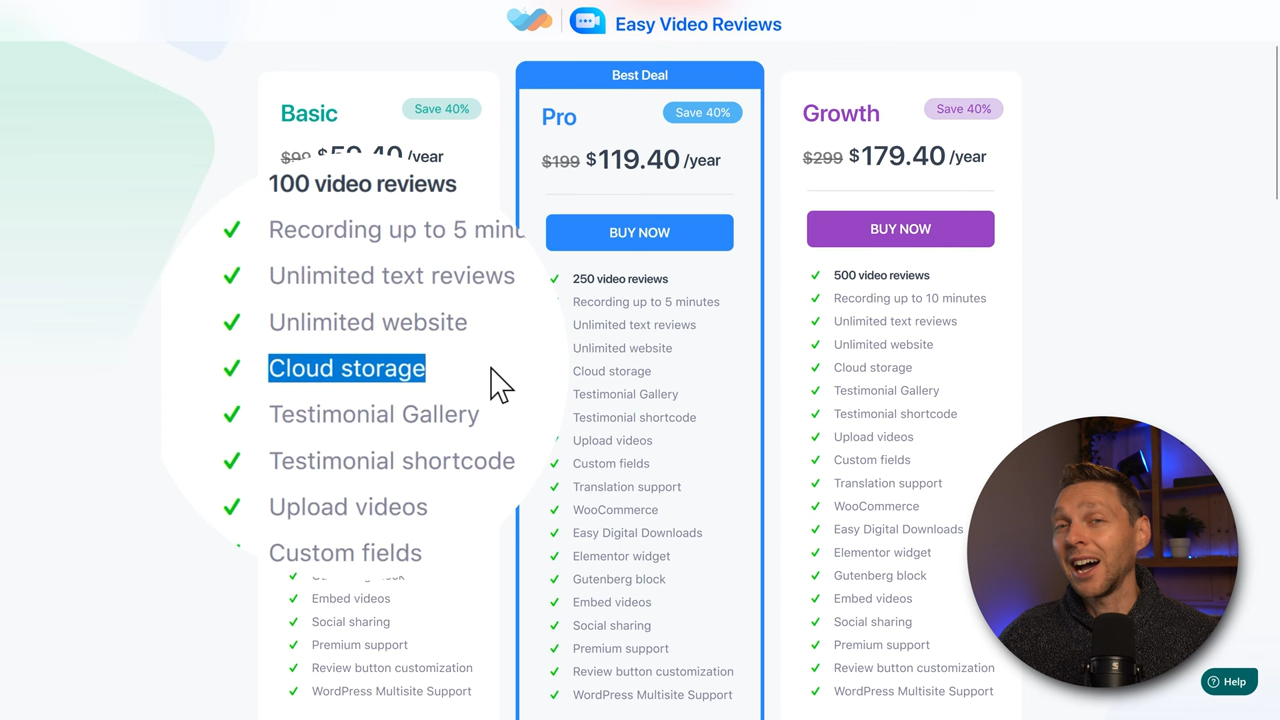 Easy Video Reviews
Basic
Save 40%
$99 $59.40 /year
100 video reviews
Recording up to 5
Unlimited text reviews
Unlimited website
Cloud storage
Testimonial Gallery
Testimonial shortcode
Upload videos
Custom fields
Embed videos
Social sharing
Premium support
Review button customization
WordPress Multisite Support
Best Deal
Pro
Save 40%
$199 $119.40 /year
BUY NOW
250 video reviews
Recording up to 5 minutes
Unlimited text reviews
Unlimited website
Cloud storage
Testimonial Gallery
Testimonial shortcode
Upload videos
Custom fields
Translation support
WooCommerce
Easy Digital Downloads
Elementor widget
Gutenberg block
Embed videos
Social sharing
Premium support
Review button customization
WordPress Multisite Support
Growth
Save 40%
$299 $179.40 /year
BUY NOW
500 video reviews
Recording up to 10 minutes
Unlimited text reviews
Unlimited website
Cloud storage
Testimonial Gallery
Testimonial shortcode
Upload videos
Custom fields
Translation support
WooCommerce
Easy Digital Downloads
Elementor widget
Gutenberg block
Embed videos
Social sharing
Premium support
Review button customization
WordPress Multisite Support
Help